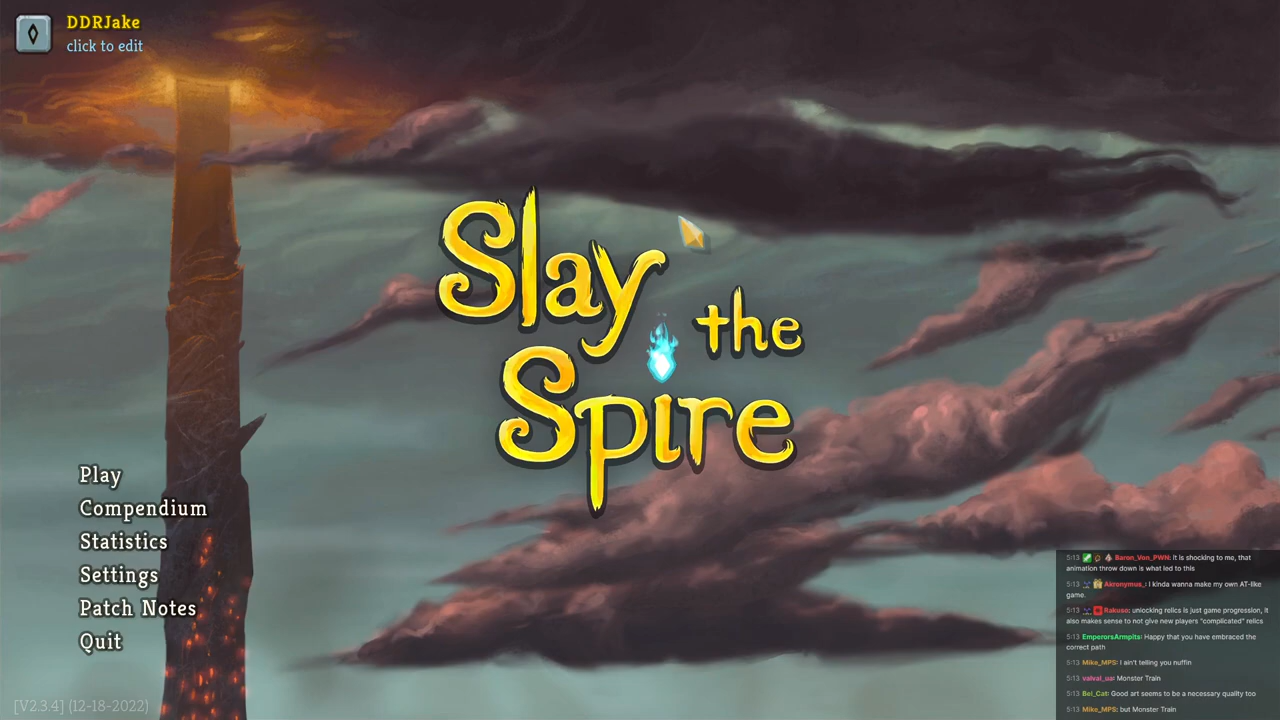 DDRJake
click to edit
Slay
the
Spire
Play
Compendium
Statistics
Settings
Patch Notes
Quit
[V2.3.4] (12-18-2022)
5:13 Baron_Von_PWN: It is shocking to me, that
animation throw down is what led to this
5:13 Akronymus_: I kinda wanna make my own AT-like
game.
5:13 Rakuso: unlocking relics is just game progression, it
also makes sense to not give new players "complicated" relics
5:13 EmperorsArmpits: Happy that you have embraced the
correct path
5:13 Mike_MPS: I ain't telling you nuffin
5:13 valval_ua: Monster Train
5:13 Bel_Cat: Good art seems to be a necessary quality too
5:13 Mike_MPS: but Monster Train